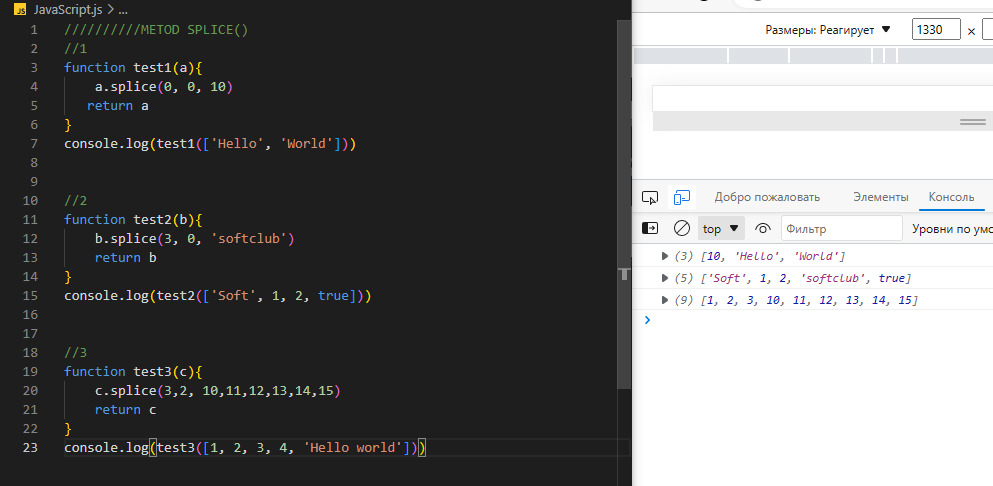 JS JavaScript.js > ...
1 //////////METOD SPLICE()
2 //1
3 function test1(a){
4 a.splice(0, 0, 10)
5 return a
6 }
7 console.log(test1(['Hello', 'World']))
8
9
10 //2
11 function test2(b){
12 b.splice(3, 0, 'softclub')
13 return b
14 }
15 console.log(test2(['Soft', 1, 2, true]))
16
17
18 //3
19 function test3(c){
20 c.splice(3,2, 10,11,12,13,14,15)
21 return c
22 }
23 console.log(test3([1, 2, 3, 4, 'Hello world']))
Размеры: Реагирует ▼ 1330 ×
Добро пожаловать Элементы Консоль
top ▼ Фильтр Уровни по умо
(3) [10, 'Hello', 'World']
(5) ['Soft', 1, 2, 'softclub', true]
(9) [1, 2, 3, 10, 11, 12, 13, 14, 15]
>